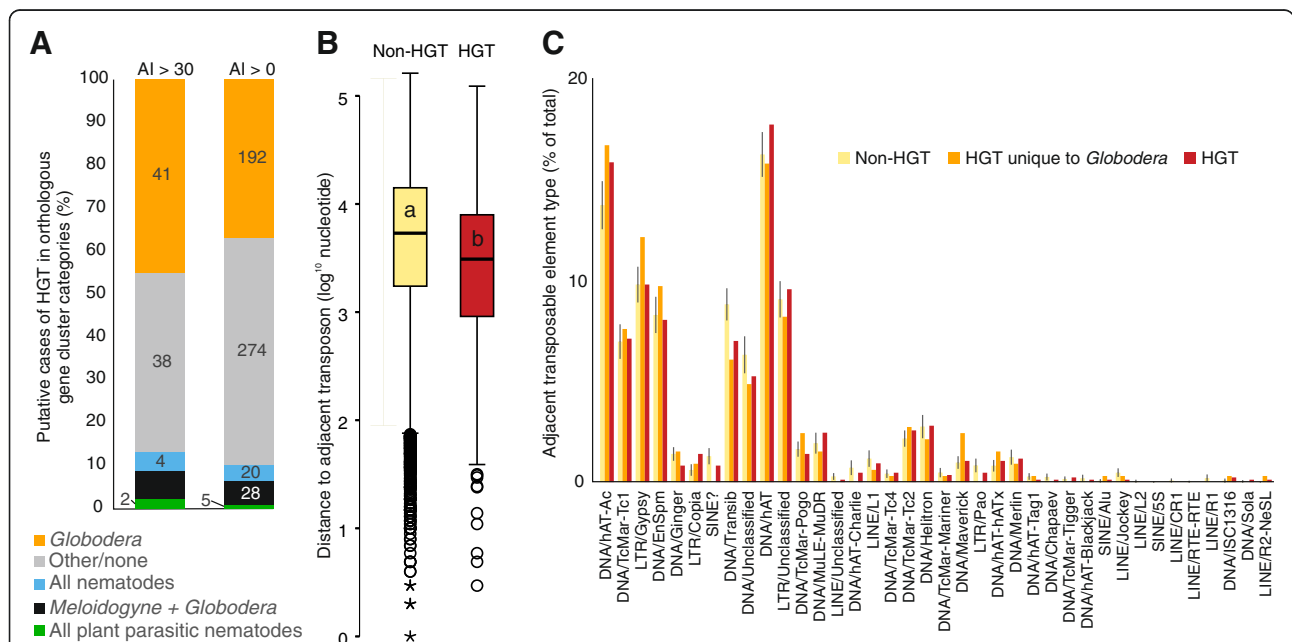 A
AI > 30
AI > 0
Putative cases of HGT in orthologous
gene cluster categories (%)
100
90
80
70
60
50
40
30
20
10
0
41
38
4
2
192
274
20
28
5
Globodera
Other/none
All nematodes
Meloidogyne + Globodera
All plant parasitic nematodes
B
Non-HGT
HGT
Distance to adjacent transposon (log¹⁰ nucleotide)
5
4
3
2
1
0
a
b
C
Adjacent transposable element type (% of total)
20
10
0
Non-HGT
HGT unique to Globodera
HGT
DNA/hAT-Ac
DNA/TcMar-Tc1
LTR/Gypsy
DNA/EnSpm
DNA/Ginger
LTR/Copia
SINE?
DNA/Transib
DNA/Unclassified
DNA/hAT
LTR/Unclassified
DNA/TcMar-Pogo
DNA/MuLE-MuDR
LINE/Unclassified
DNA/hAT-Charlie
LINE/L1
DNA/TcMar-Tc4
DNA/TcMar-Tc2
DNA/Helitron
DNA/TcMar-Mariner
DNA/Maverick
LTR/Pao
DNA/hAT-hATx
DNA/Merlin
DNA/hAT-Tag1
DNA/Chapaev
DNA/TcMar-Tigger
DNA/hAT-Blackjack
SINE/Alu
LINE/Jockey
LINE/L2
SINE/5S
LINE/CR1
LINE/RTE-RTE
LINE/R1
DNA/ISC1316
DNA/Sola
LINE/R2-NeSL